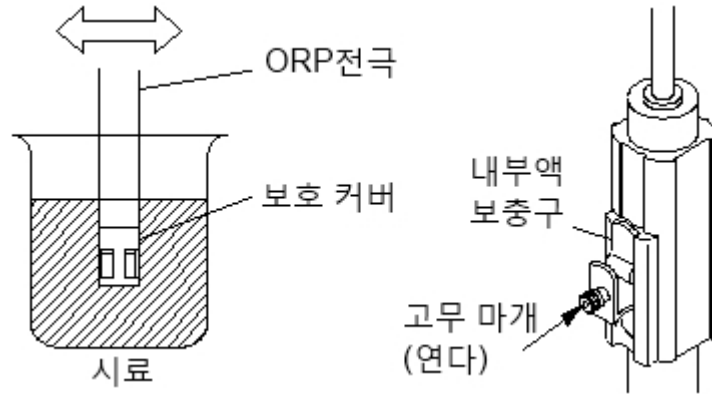 ORP전극
보호 커버
시료
내부액
보충구
고무 마개
(연다)